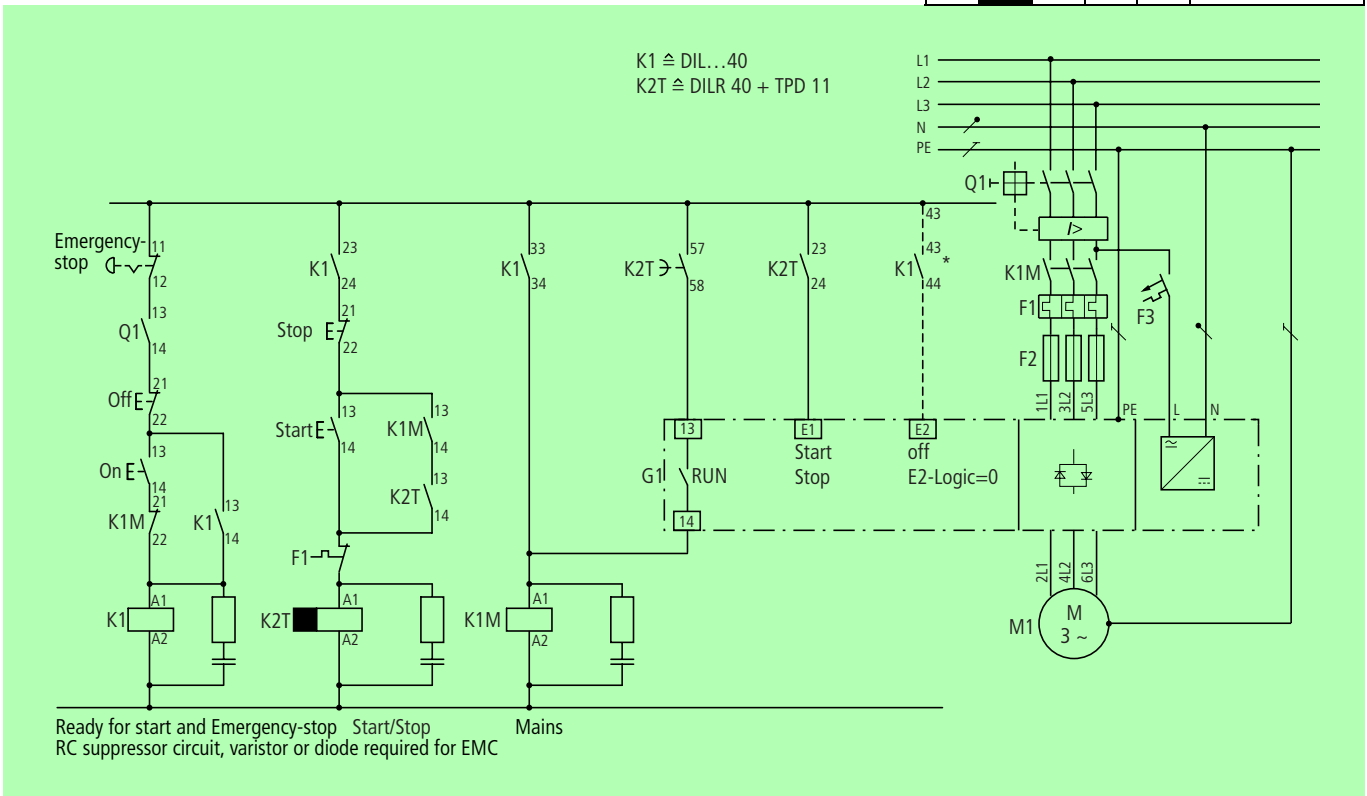 K1 ≙ DIL…40
K2T ≙ DILR 40 + TPD 11
L1
L2
L3
N
PE
Q1
I>
K1M
F1
F2
F3
1L1
3L2
5L3
PE
L
N
Emergency-
stop
11
12
Q1
13
14
Off
21
22
On
13
14
K1M
21
22
K1
13
14
K1
A1
A2
K1
23
24
Stop
21
22
Start
13
14
K1M
13
14
K2T
13
14
F1
K2T
A1
A2
K1
33
34
K1M
A1
A2
K2T
57
58
K2T
23
24
43
K1
43
44
*
13
G1
RUN
14
E1
Start
Stop
E2
off
E2-Logic=0
2L1
4L2
6L3
M1
M
3 ~
Ready for start and Emergency-stop Start/Stop Mains
RC suppressor circuit, varistor or diode required for EMC